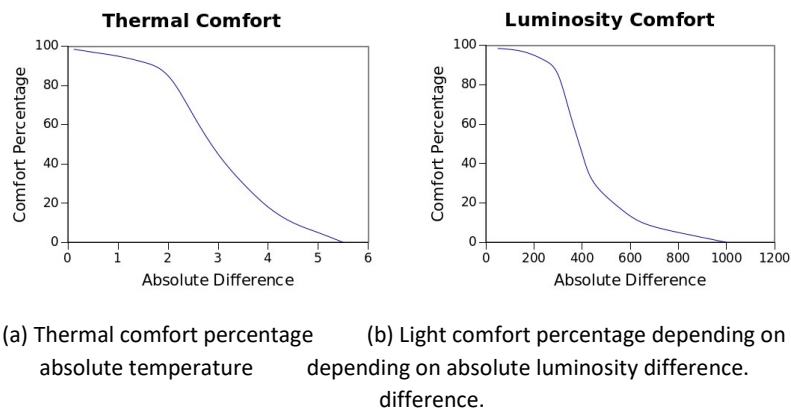 Thermal Comfort
Comfort Percentage
100
80
60
40
20
0
0 1 2 3 4 5 6
Absolute Difference
Luminosity Comfort
Comfort Percentage
100
80
60
40
20
0
0 200 400 600 800 1000 1200
Absolute Difference
(a) Thermal comfort percentage (b) Light comfort percentage depending on
absolute temperature depending on absolute luminosity difference.
difference.